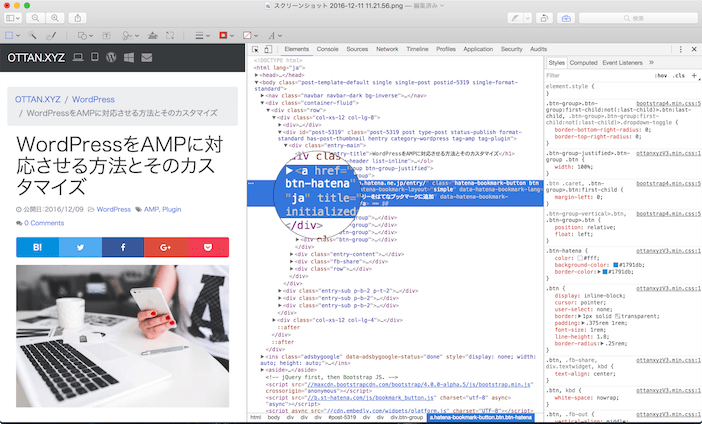 スクリーンショット 2016-12-11 11.21.56.png — 編集済み
検索
OTTAN.XYZ
OTTAN.XYZ / WordPress
/ WordPressをAMPに対応させる方法とそのカスタマイズ
WordPressをAMPに対
応させる方法とそのカス
タマイズ
公開日:2016/12/09 WordPress AMP, Plugin
0 Comments
B!
G+
Elements Console Sources Network Timeline Profiles Application Security Audits
<!DOCTYPE html>
<html lang="ja">
<head>…</head>
<body class="post-template-default single single-post postid-5319 single-format-
standard">
<nav class="navbar navbar-dark bg-inverse">…</nav>
<div class="container-fluid">
<div class="row">
<div class="col-xs-12 col-lg-8">
<div>…</div>
<div id="post-5319" class="post-5319 post type-post status-publish format-
standard has-post-thumbnail hentry category-wordpress tag-amp tag-plugin">
<div class="entry-main">
entry-title">WordPressをAMPに対応させる方法とそのカスタマイズ</h1>
header list-inline">…</div>
group btn-group-justified">
group">
div clas
<a href=
btn-hatena"
"ja" title=
initialized
</div>
.hatena.ne.jp/entry/ class="hatena-bookmark-button btn
bookmark-layout="simple" data-hatena-bookmark-lang=
リーをはてなブックマークに追加" data-hatena-bookmark-
/a> == $0
btn-group">…</div>
btn-group">…</div>
<div class="btn-group">…</div>
</div>
<div class="entry-content">…</div>
<div class="fb-share">…</div>
<div class="row">…</div>
</div>
</div>
<div class="entry-sub p-b-2 p-t-2">…</div>
<div class="entry-sub p-b-2">…</div>
<div class="entry-sub p-b-2">…</div>
</div>
<div class="col-xs-12 col-lg-4">…</div>
::after
</div>
::after
</div>
<ins class="adsbygoogle" data-adsbygoogle-status="done" style="display: none; width:
auto; height: auto;">…</ins>
<aside>…</aside>
<!-- jQuery first, then Bootstrap JS. -->
<script src="https://maxcdn.bootstrapcdn.com/bootstrap/4.0.0-alpha.5/js/bootstrap.min.js"
crossorigin="anonymous"></script>
<script src="//b.st-hatena.com/js/bookmark_button.js" charset="utf-8"
async="async"></script>
<script async src="//cdn.embedly.com/widgets/platform.js" charset="UTF-8"></script>
html body div div div #post-5319 div div div.btn-group a.hatena-bookmark-button.btn.btn-hatena
Styles Computed Event Listeners »
Filter :hov .cls +
element.style {
}
.btn-group>.btn-
group:first-child:not(:last-child)>.btn:last-
child, .btn-group>.btn-group:first-
child:not(:last-child)>.dropdown-toggle {
border-bottom-right-radius: 0;
border-top-right-radius: 0;
}
bootstrap4.min.css:5
.btn-group-justified>.btn-group .btn {
width: 100%;
}
ottanxyzV3.min.css:1
.btn .caret, .btn-group>.btn-group>.btn:first-child {
margin-left: 0;
}
.btn-group-vertical>.btn, .btn-group>.btn {
position: relative;
float: left;
}
bootstrap4.min.css:5
.btn-hatena {
color: #fff;
background-color: #1791db;
border-color: #1791db;
}
ottanxyzV3.min.css:1
.btn {
display: inline-block;
cursor: pointer;
user-select: none;
border: 1px solid transparent;
padding: .375rem 1rem;
font-size: 1rem;
line-height: 1.8;
border-radius: .25rem;
}
ottanxyzV3.min.css:1
.btn, .fb-share, div.textwidget, kbd {
text-align: center;
}
ottanxyzV3.min.css:1
.btn, kbd {
white-space: nowrap;
}
ottanxyzV3.min.css:1
.btn, .fb-out {